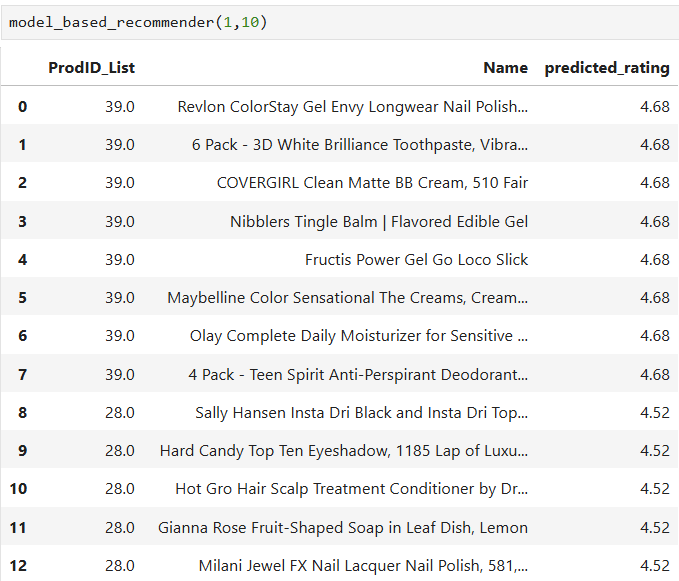 model_based_recommender(1,10)
ProdID_List Name predicted_rating
0 39.0 Revlon ColorStay Gel Envy Longwear Nail Polish... 4.68
1 39.0 6 Pack - 3D White Brilliance Toothpaste, Vibra... 4.68
2 39.0 COVERGIRL Clean Matte BB Cream, 510 Fair 4.68
3 39.0 Nibblers Tingle Balm | Flavored Edible Gel 4.68
4 39.0 Fructis Power Gel Go Loco Slick 4.68
5 39.0 Maybelline Color Sensational The Creams, Cream... 4.68
6 39.0 Olay Complete Daily Moisturizer for Sensitive ... 4.68
7 39.0 4 Pack - Teen Spirit Anti-Perspirant Deodorant... 4.68
8 28.0 Sally Hansen Insta Dri Black and Insta Dri Top... 4.52
9 28.0 Hard Candy Top Ten Eyeshadow, 1185 Lap of Luxu... 4.52
10 28.0 Hot Gro Hair Scalp Treatment Conditioner by Dr... 4.52
11 28.0 Gianna Rose Fruit-Shaped Soap in Leaf Dish, Lemon 4.52
12 28.0 Milani Jewel FX Nail Lacquer Nail Polish, 581,... 4.52